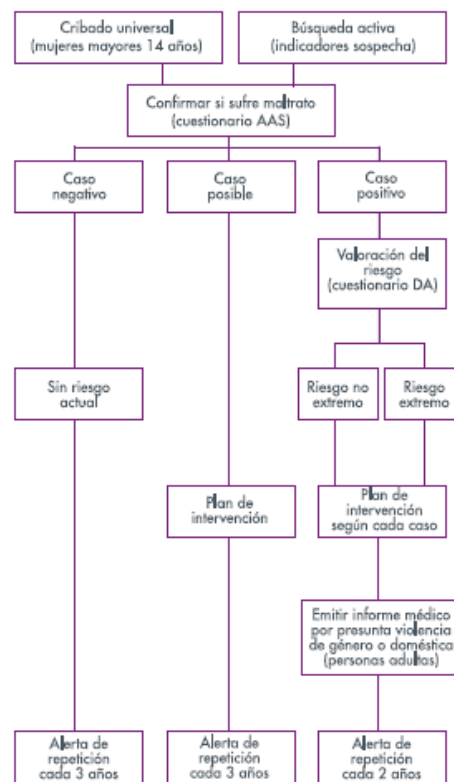 Cribado universal
(mujeres mayores 14 años)
Búsqueda activa
(indicadores sospecha)
Confirmar si sufre maltrato
(cuestionario AAS)
Caso
negativo
Caso
posible
Caso
positivo
Valoración del
riesgo
(cuestionario DA)
Sin riesgo
actual
Riesgo no
extremo
Riesgo
extremo
Plan de
intervención
Plan de
intervención
según cada caso
Emitir informe médico
por presunta violencia
de género o doméstica
(personas adultas)
Alerta de
repetición
cada 3 años
Alerta de
repetición
cada 3 años
Alerta de
repetición
cada 2 años